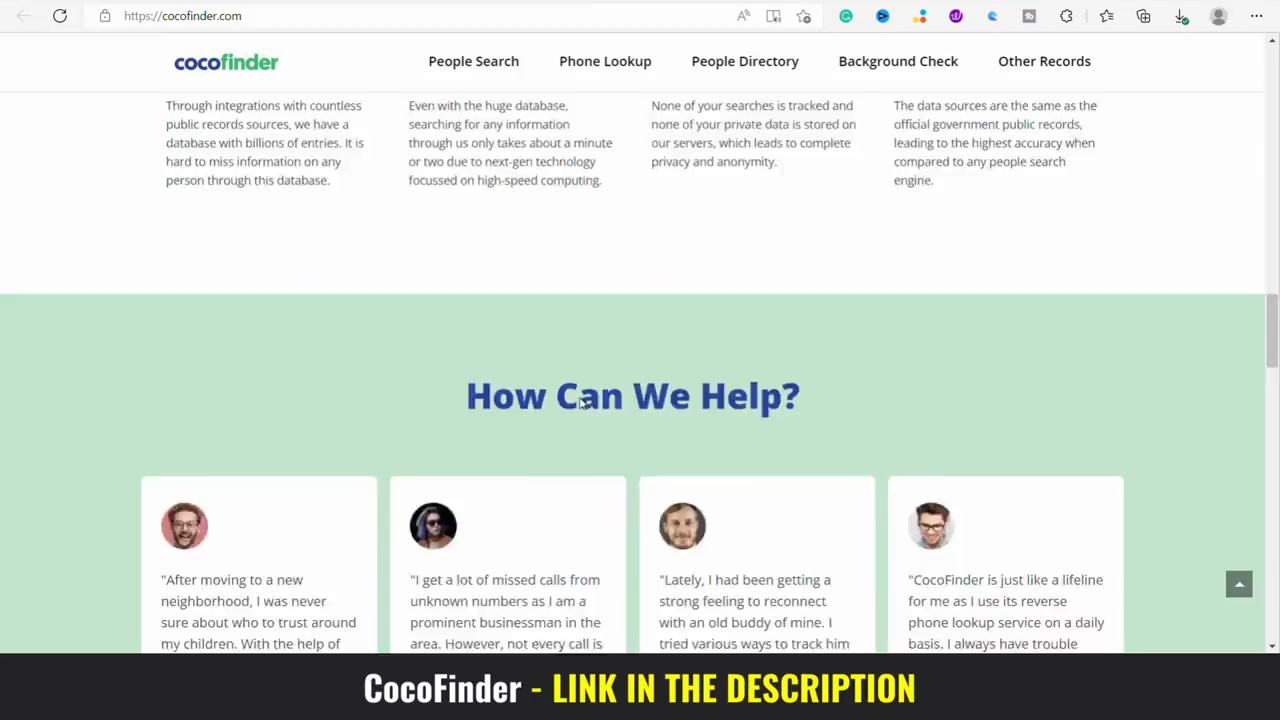 https://cocofinder.com
cocofinder
People Search
Phone Lookup
People Directory
Background Check
Other Records
Through integrations with countless
public records sources, we have a
database with billions of entries. It is
hard to miss information on any
person through this database.
Even with the huge database,
searching for any information
through us only takes about a minute
or two due to next-gen technology
focussed on high-speed computing.
None of your searches is tracked and
none of your private data is stored on
our servers, which leads to complete
privacy and anonymity.
The data sources are the same as the
official government public records,
leading to the highest accuracy when
compared to any people search
engine.
How Can We Help?
"After moving to a new
neighborhood, I was never
sure about who to trust around
my children. With the help of
"I get a lot of missed calls from
unknown numbers as I am a
prominent businessman in the
area. However, not every call is
"Lately, I had been getting a
strong feeling to reconnect
with an old buddy of mine. I
tried various ways to track him
"CocoFinder is just like a lifeline
for me as I use its reverse
phone lookup service on a daily
basis. I always have trouble
CocoFinder - LINK IN THE DESCRIPTION